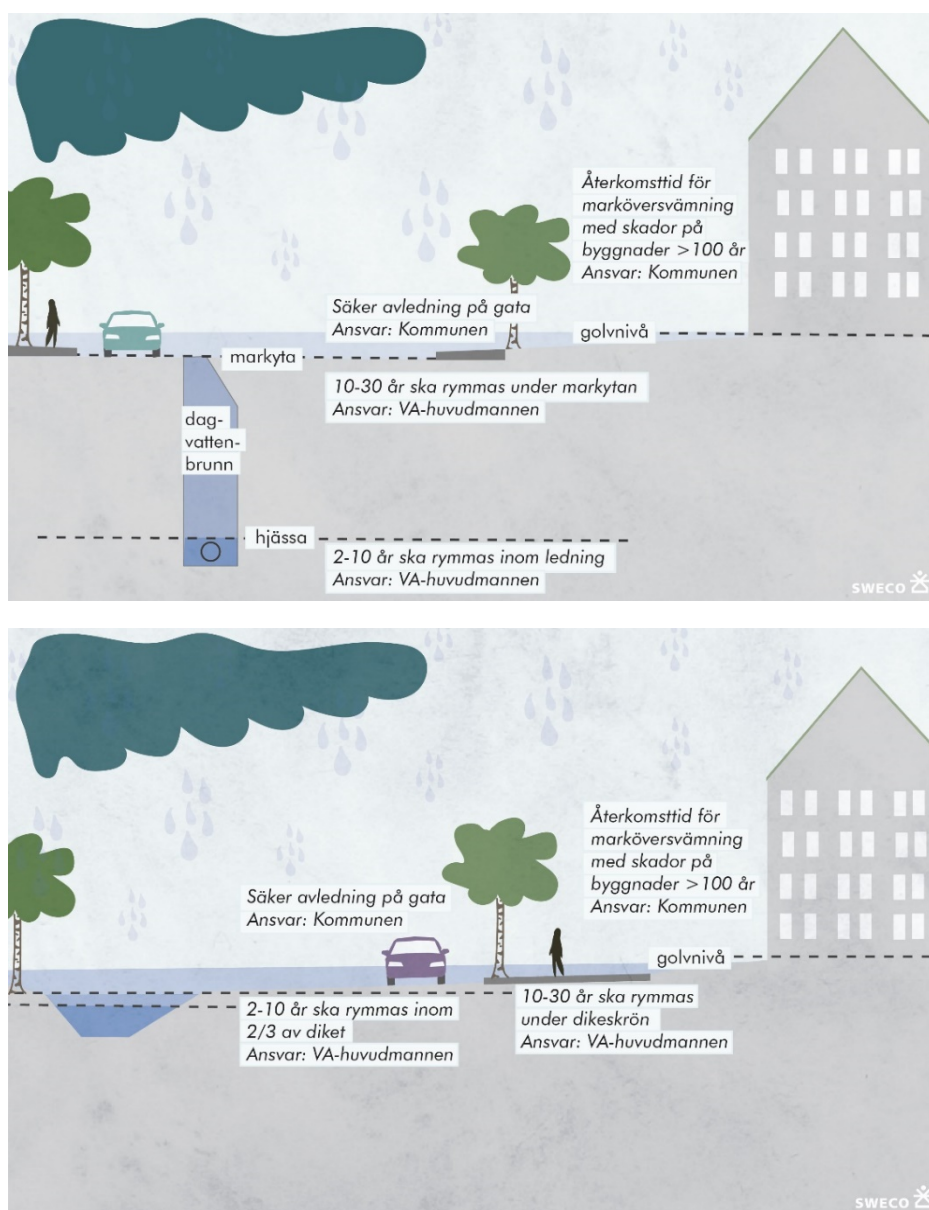 Återkomsttid för
marköversvämning
med skador på
byggnader >100 år
Ansvar: Kommunen
Säker avledning på gata
Ansvar: Kommunen
golvnivå
markyta
10-30 år ska rymmas under markytan
Ansvar: VA-huvudmannen
dag-
vatten-
brunn
hjässa
2-10 år ska rymmas inom ledning
Ansvar: VA-huvudmannen
SWECO
Återkomsttid för
marköversvämning
med skador på
byggnader >100 år
Ansvar: Kommunen
Säker avledning på gata
Ansvar: Kommunen
golvnivå
2-10 år ska rymmas inom
2/3 av diket
Ansvar: VA-huvudmannen
10-30 år ska rymmas
under dikeskrön
Ansvar: VA-huvudmannen
SWECO